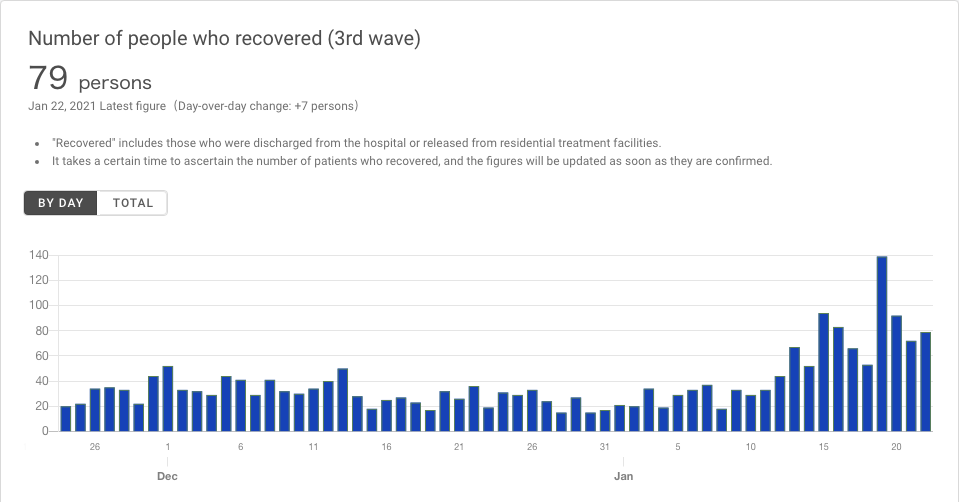 Number of people who recovered (3rd wave)
79 persons
Jan 22, 2021 Latest figure（Day-over-day change: +7 persons）
• "Recovered" includes those who were discharged from the hospital or released from residential treatment facilities.
• It takes a certain time to ascertain the number of patients who recovered, and the figures will be updated as soon as they are confirmed.
BY DAY TOTAL
140
120
100
80
60
40
20
0
26 1 6 11 16 21 26 31 5 10 15 20
Dec Jan